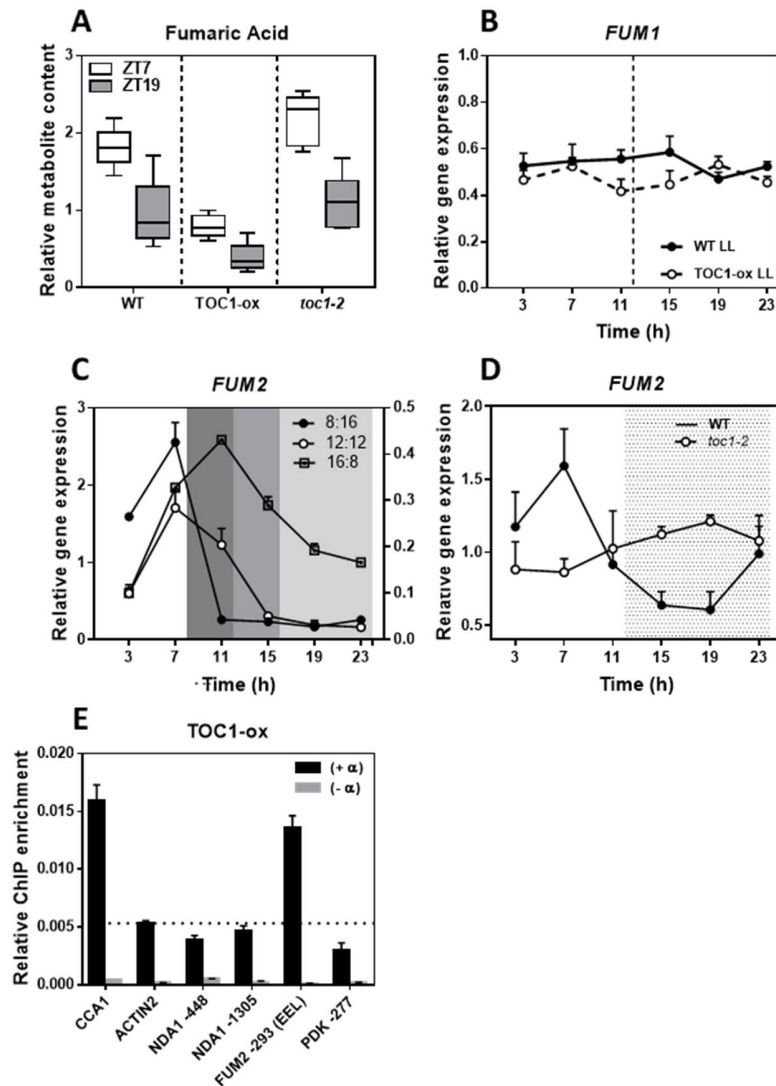 A
Fumaric Acid
Relative metabolite content
3
2
1
0
ZT7
ZT19
WT
TOC1-ox
toc1-2
B
FUM1
Relative gene expression
1.0
0.8
0.6
0.4
0.2
0.0
WT LL
TOC1-ox LL
3 7 11 15 19 23
Time (h)
C
FUM2
Relative gene expression
3
2
1
0
8:16
12:12
16:8
0.5
0.4
0.3
0.2
0.1
0.0
3 7 11 15 19 23
Time (h)
D
FUM2
Relative gene expression
2.0
1.5
1.0
0.5
WT
toc1-2
3 7 11 15 19 23
Time (h)
E
TOC1-ox
Relative ChIP enrichment
0.020
0.015
0.010
0.005
0.000
(+ α)
(- α)
CCA1
ACTIN2
NDA1 -448
NDA1 -1305
FUM2 -293 (EEL)
PDK -277